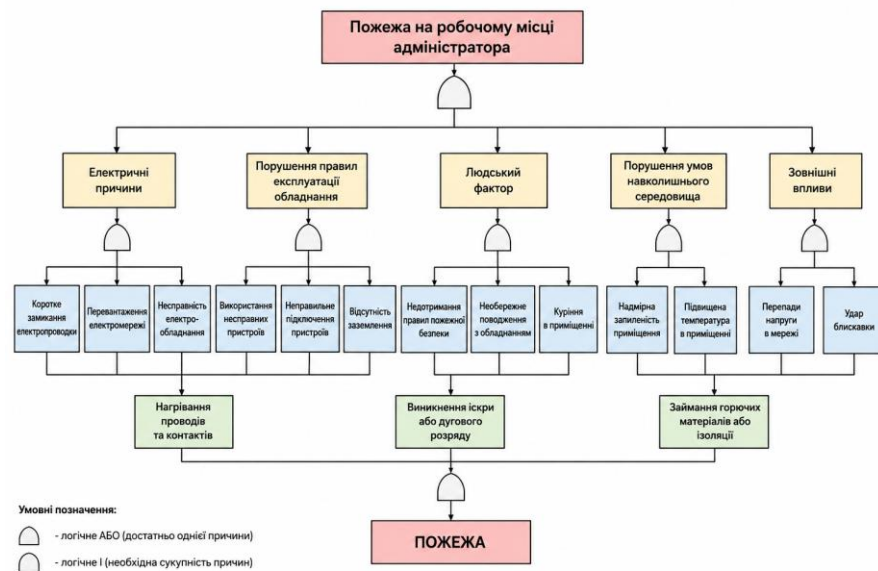 Пожежа на робочому місці
адміністратора
Електричні
причини
Порушення правил
експлуатації
обладнання
Людський
фактор
Порушення умов
навколишнього
середовища
Зовнішні
впливи
Коротке
замикання
електропроводки
Перевантаження
електромережі
Несправність
електро-
обладнання
Використання
несправних
пристроїв
Неправильне
підключення
пристроїв
Відсутність
заземлення
Недотримання
правил пожежної
безпеки
Необережне
поводження
з обладнанням
Куріння
в приміщенні
Надмірна
запиленість
приміщення
Підвищена
температура
в приміщенні
Перепади
напруги
в мережі
Удар
блискавки
Нагрівання
проводів
та контактів
Виникнення іскри
або дугового
розряду
Займання горючих
матеріалів або
ізоляції
Умовні позначення:
- логічне АБО (достатньо однієї причини)
- логічне І (необхідна сукупність причин)
ПОЖЕЖА